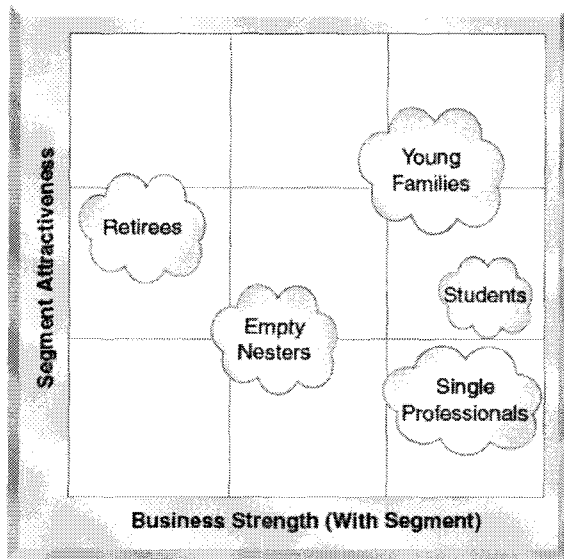 Segment Attractiveness
Young
Families
Retirees
Students
Empty
Nesters
Single
Professionals
Business Strength (With Segment)